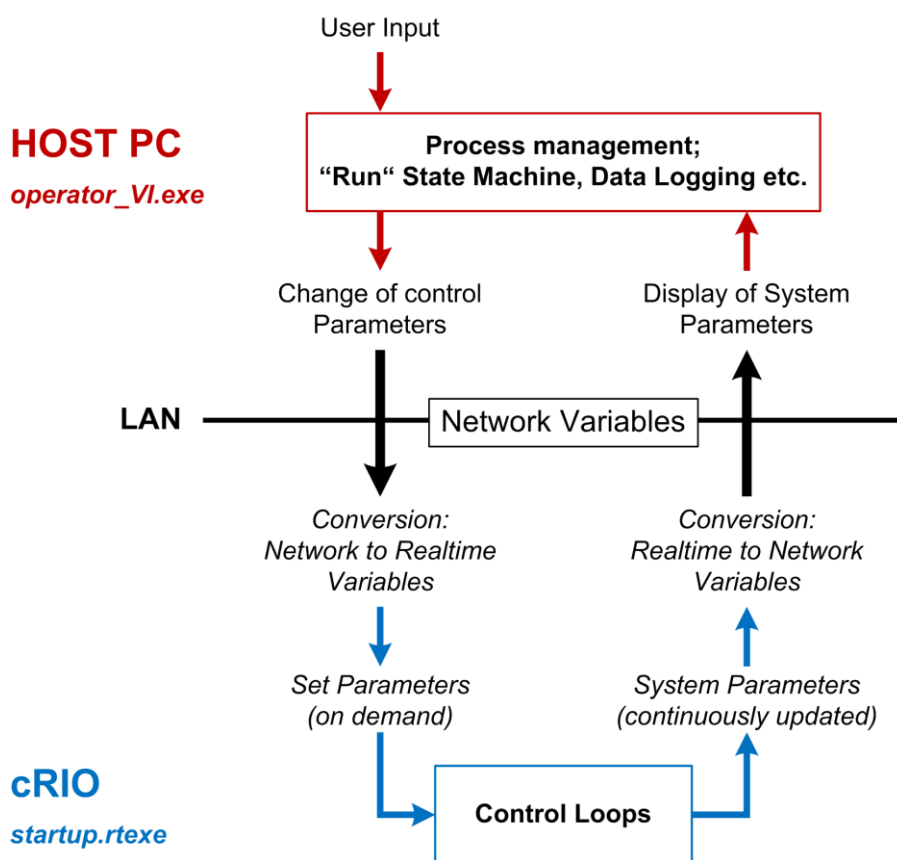 User Input
HOST PC
operator_VI.exe
Process management;
“Run“ State Machine, Data Logging etc.
Change of control
Parameters
Display of System
Parameters
LAN
Network Variables
Conversion:
Network to Realtime
Variables
Conversion:
Realtime to Network
Variables
Set Parameters
(on demand)
System Parameters
(continuously updated)
cRIO
startup.rtexe
Control Loops